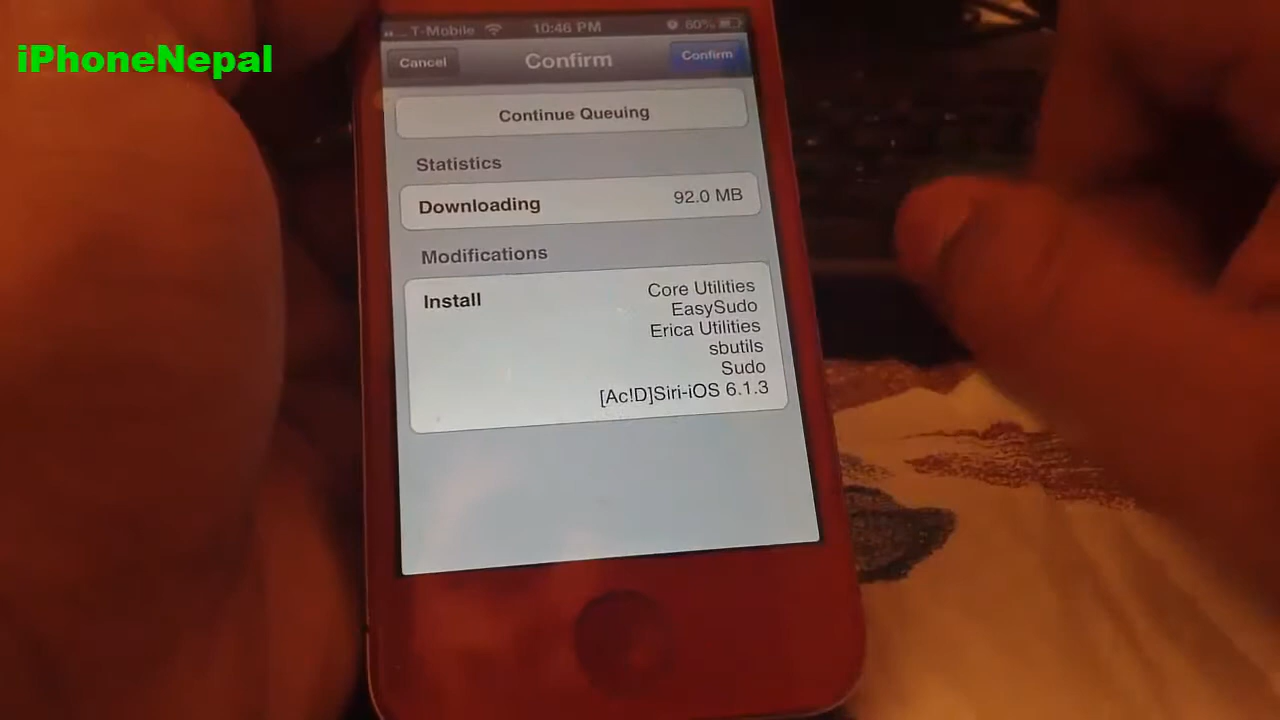 iPhoneNepal
T-Mobile 10:46 PM 60%
Cancel Confirm Confirm
Continue Queuing
Statistics
Downloading 92.0 MB
Modifications
Install Core Utilities
EasySudo
Erica Utilities
sbutils
Sudo
[Ac!D]Siri-iOS 6.1.3